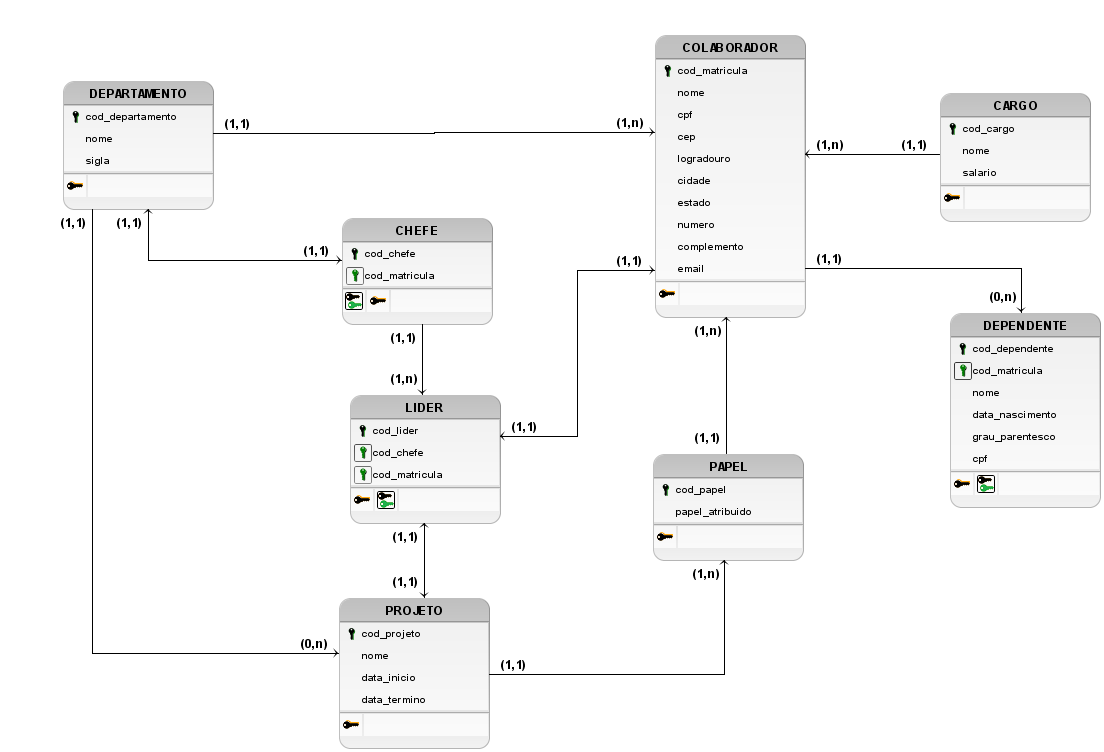 DEPARTAMENTO
cod_departamento
nome
sigla
(1,1)
(1,n)
COLABORADOR
cod_matricula
nome
cpf
cep
logradouro
cidade
estado
numero
complemento
email
(1,n)
(1,1)
CARGO
cod_cargo
nome
salario
(1,1)
(1,1)
(1,1)
CHEFE
cod_chefe
cod_matricula
(1,1)
(1,n)
LIDER
cod_lider
cod_chefe
cod_matricula
(1,1)
(1,1)
(1,1)
(0,n)
DEPENDENTE
cod_dependente
cod_matricula
nome
data_nascimento
grau_parentesco
cpf
(1,n)
(1,1)
PAPEL
cod_papel
papel_atribuido
(1,n)
(1,1)
(1,1)
PROJETO
cod_projeto
nome
data_inicio
data_termino
(0,n)
(1,1)